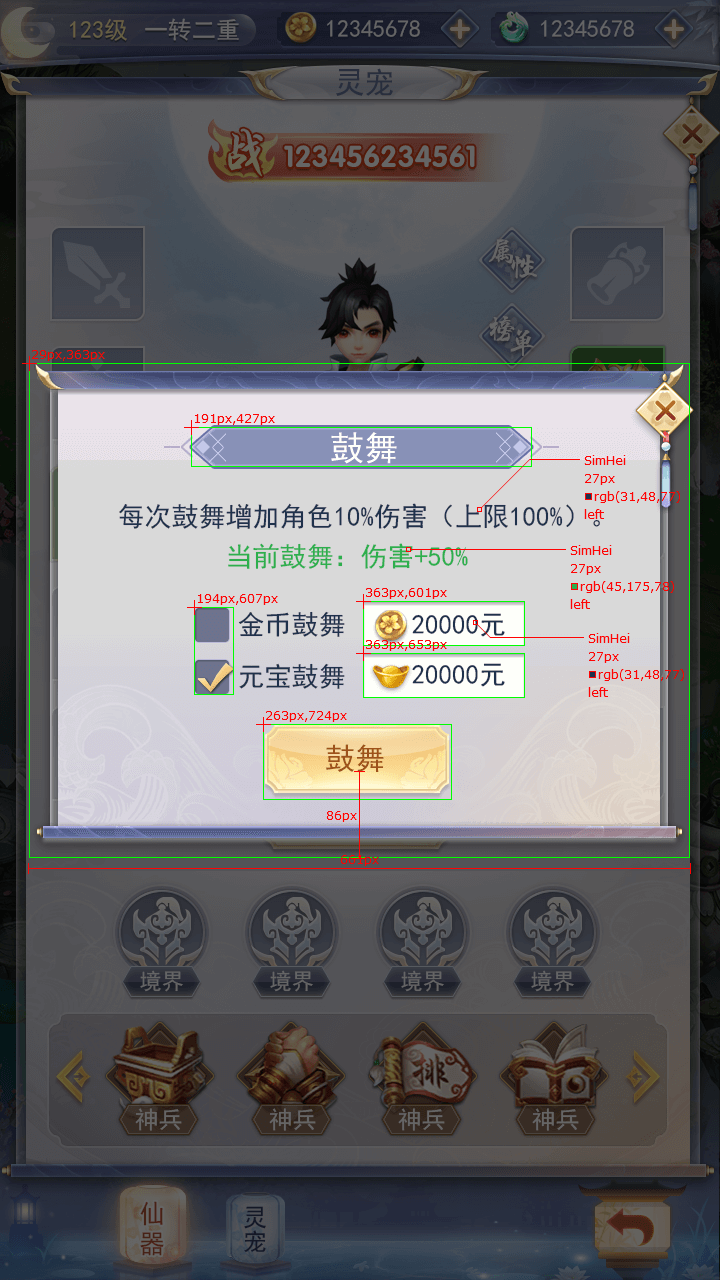 123级 一转二重 12345678 12345678
灵宠
战 123456234561
属性
榜单
26px,363px
191px,427px
鼓舞
SimHei
27px
rgb(31,48,77)
left
每次鼓舞增加角色10%伤害（上限100%）。
当前鼓舞：伤害+50%
SimHei
27px
rgb(45,175,78)
left
194px,607px
363px,601px
金币鼓舞 20000元
363px,653px
元宝鼓舞 20000元
SimHei
27px
rgb(31,48,77)
left
263px,724px
鼓舞
86px
境界 境界 境界 境界
排
神兵 神兵 神兵 神兵
仙器 灵宠